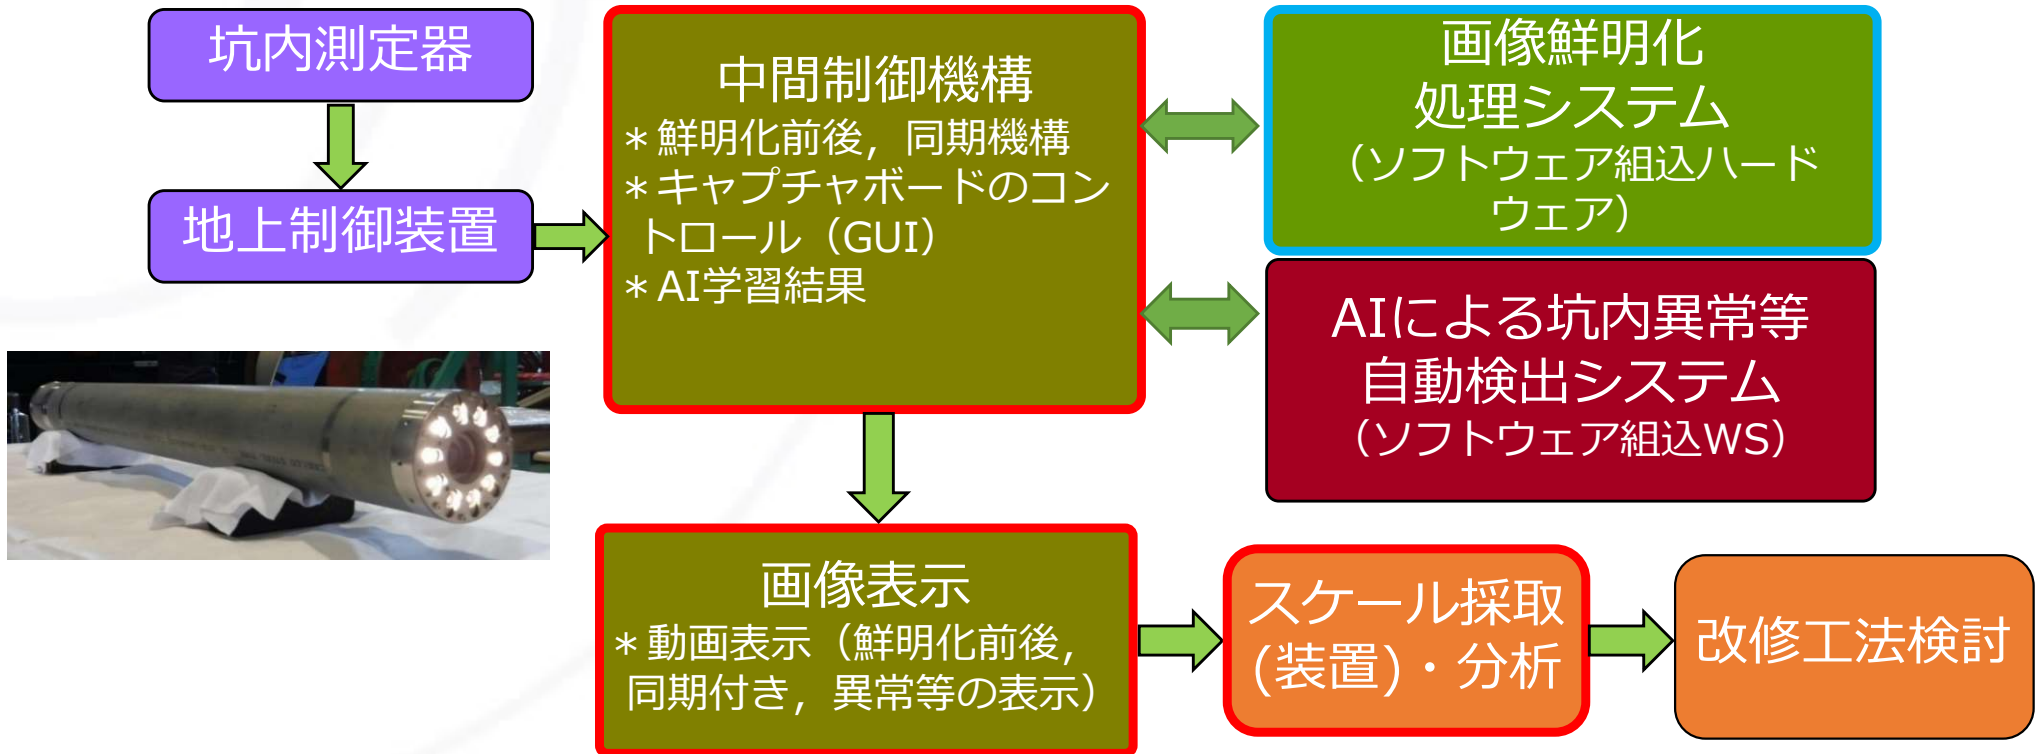 坑内測定器
地上制御装置
中間制御機構
＊鮮明化前後，同期機構
＊キャプチャボードのコン
トロール（GUI）
＊AI学習結果
画像鮮明化
処理システム
（ソフトウェア組込ハード
ウェア）
AIによる坑内異常等
自動検出システム
（ソフトウェア組込WS）
画像表示
＊動画表示（鮮明化前後，
同期付き，異常等の表示）
スケール採取
(装置)・分析
改修工法検討